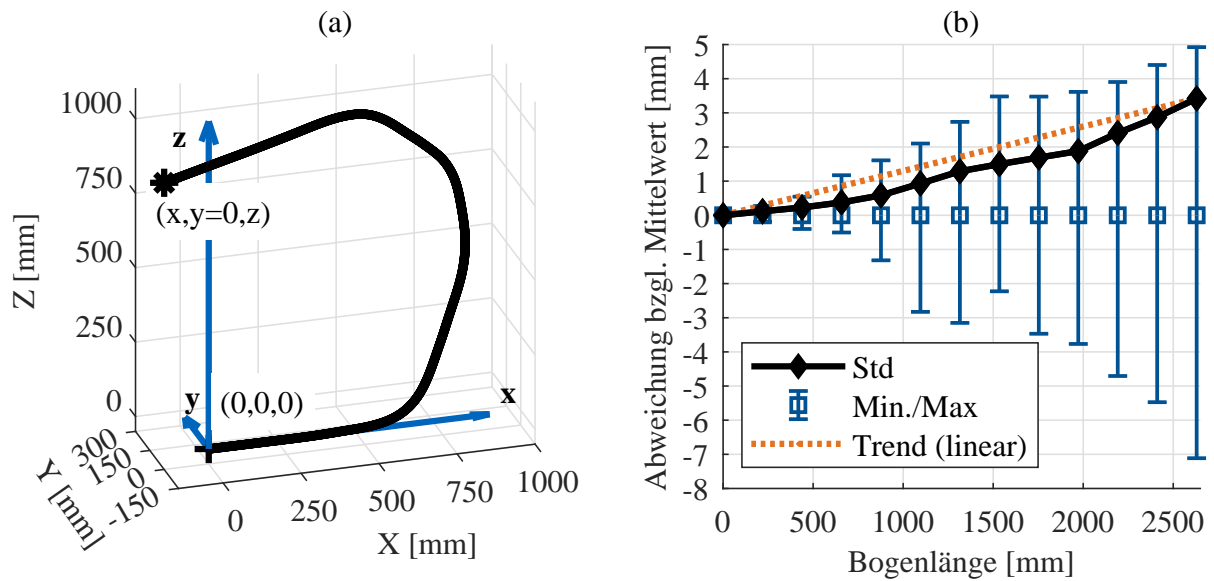 (a)
1000
750
500
250
0
Z [mm]
z
(x,y=0,z)
y
(0,0,0)
x
300
150
0
-150
Y [mm]
0
250
500
750
1000
X [mm]
(b)
5
4
3
2
1
0
-1
-2
-3
-4
-5
-6
-7
-8
Abweichung bzgl. Mittelwert [mm]
Std
Min./Max
Trend (linear)
0
500
1000
1500
2000
2500
Bogenlänge [mm]